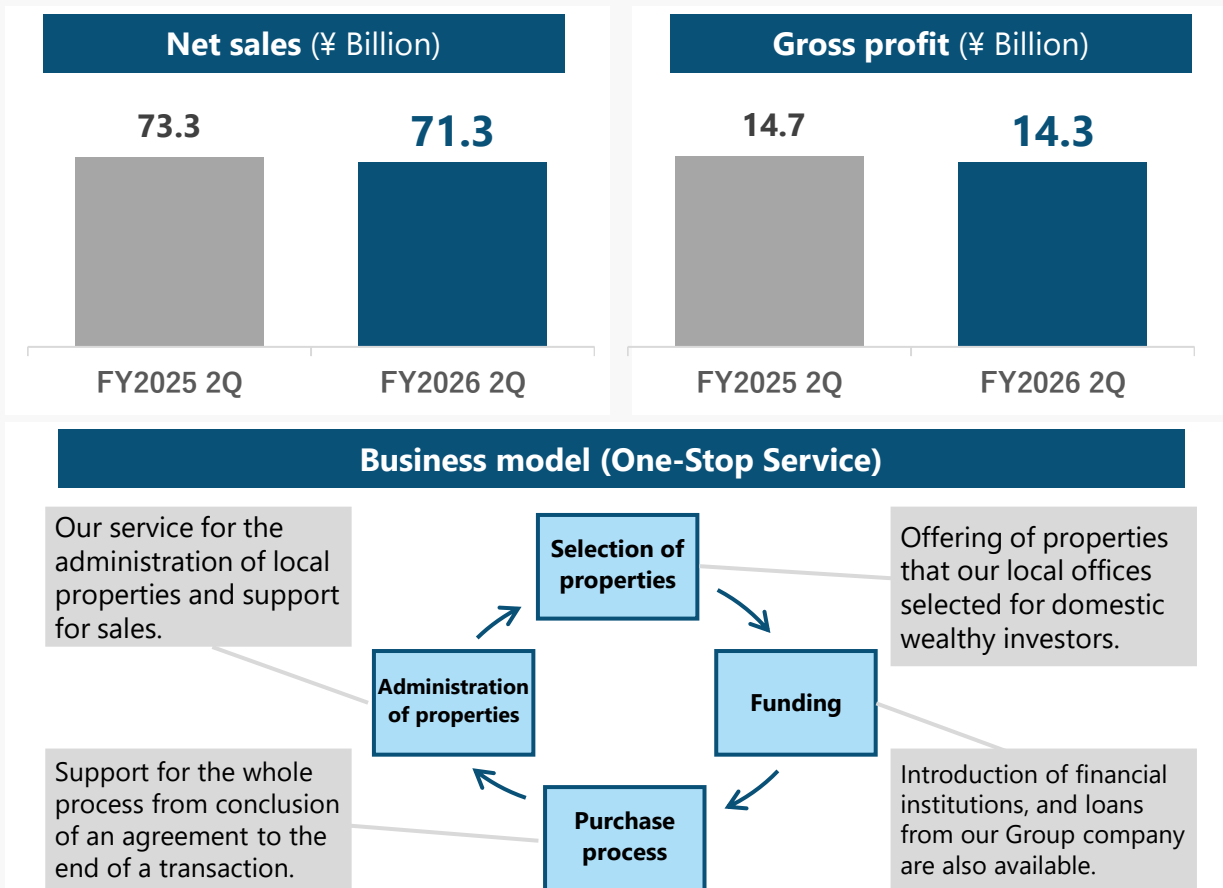 Net sales (¥ Billion)
73.3
71.3
FY2025 2Q
FY2026 2Q
Gross profit (¥ Billion)
14.7
14.3
FY2025 2Q
FY2026 2Q
Business model (One-Stop Service)
Our service for the
administration of local
properties and support
for sales.
Selection of
properties
Offering of properties
that our local offices
selected for domestic
wealthy investors.
Administration
of properties
Funding
Support for the whole
process from conclusion
of an agreement to the
end of a transaction.
Purchase
process
Introduction of financial
institutions, and loans
from our Group company
are also available.